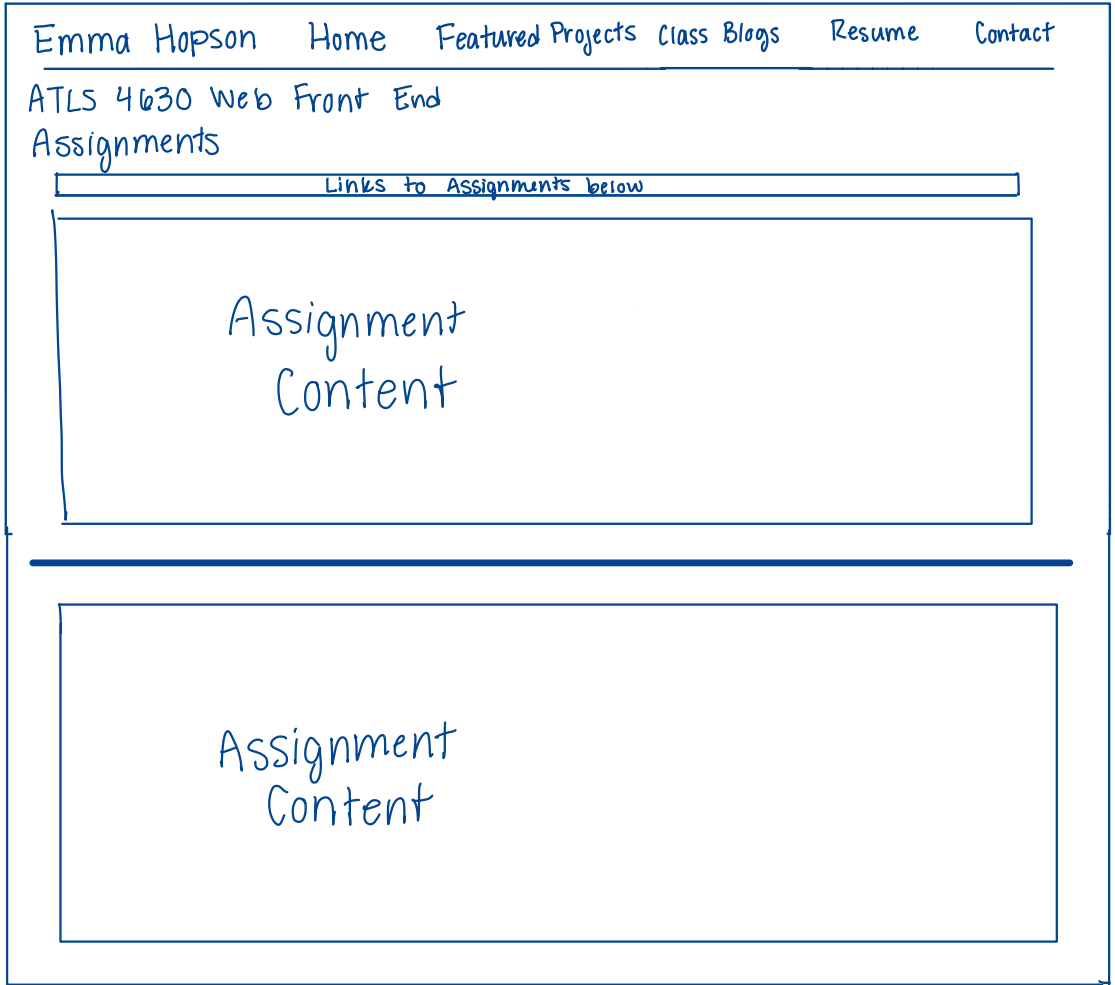 Emma Hopson Home Featured Projects Class Blogs Resume Contact
ATLS 4630 Web Front End
Assignments
Links to Assignments below
Assignment
Content
Assignment
Content